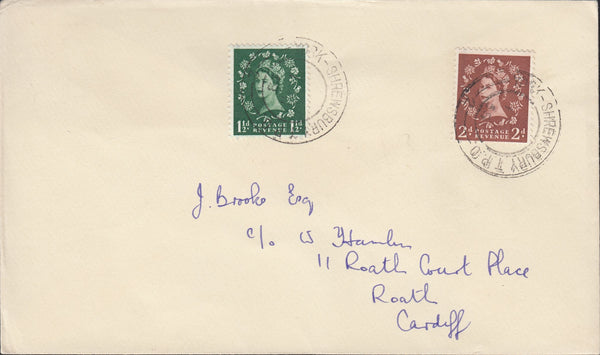 1½d 1½d
POSTAGE
REVENUE
2d 2d
POSTAGE
REVENUE
-SHREWSBURY
-SHREWSBURY T.P.O
J. Brooke Esq
c/o W Hamlin
11 Roath Court Place
Roath
Cardiff